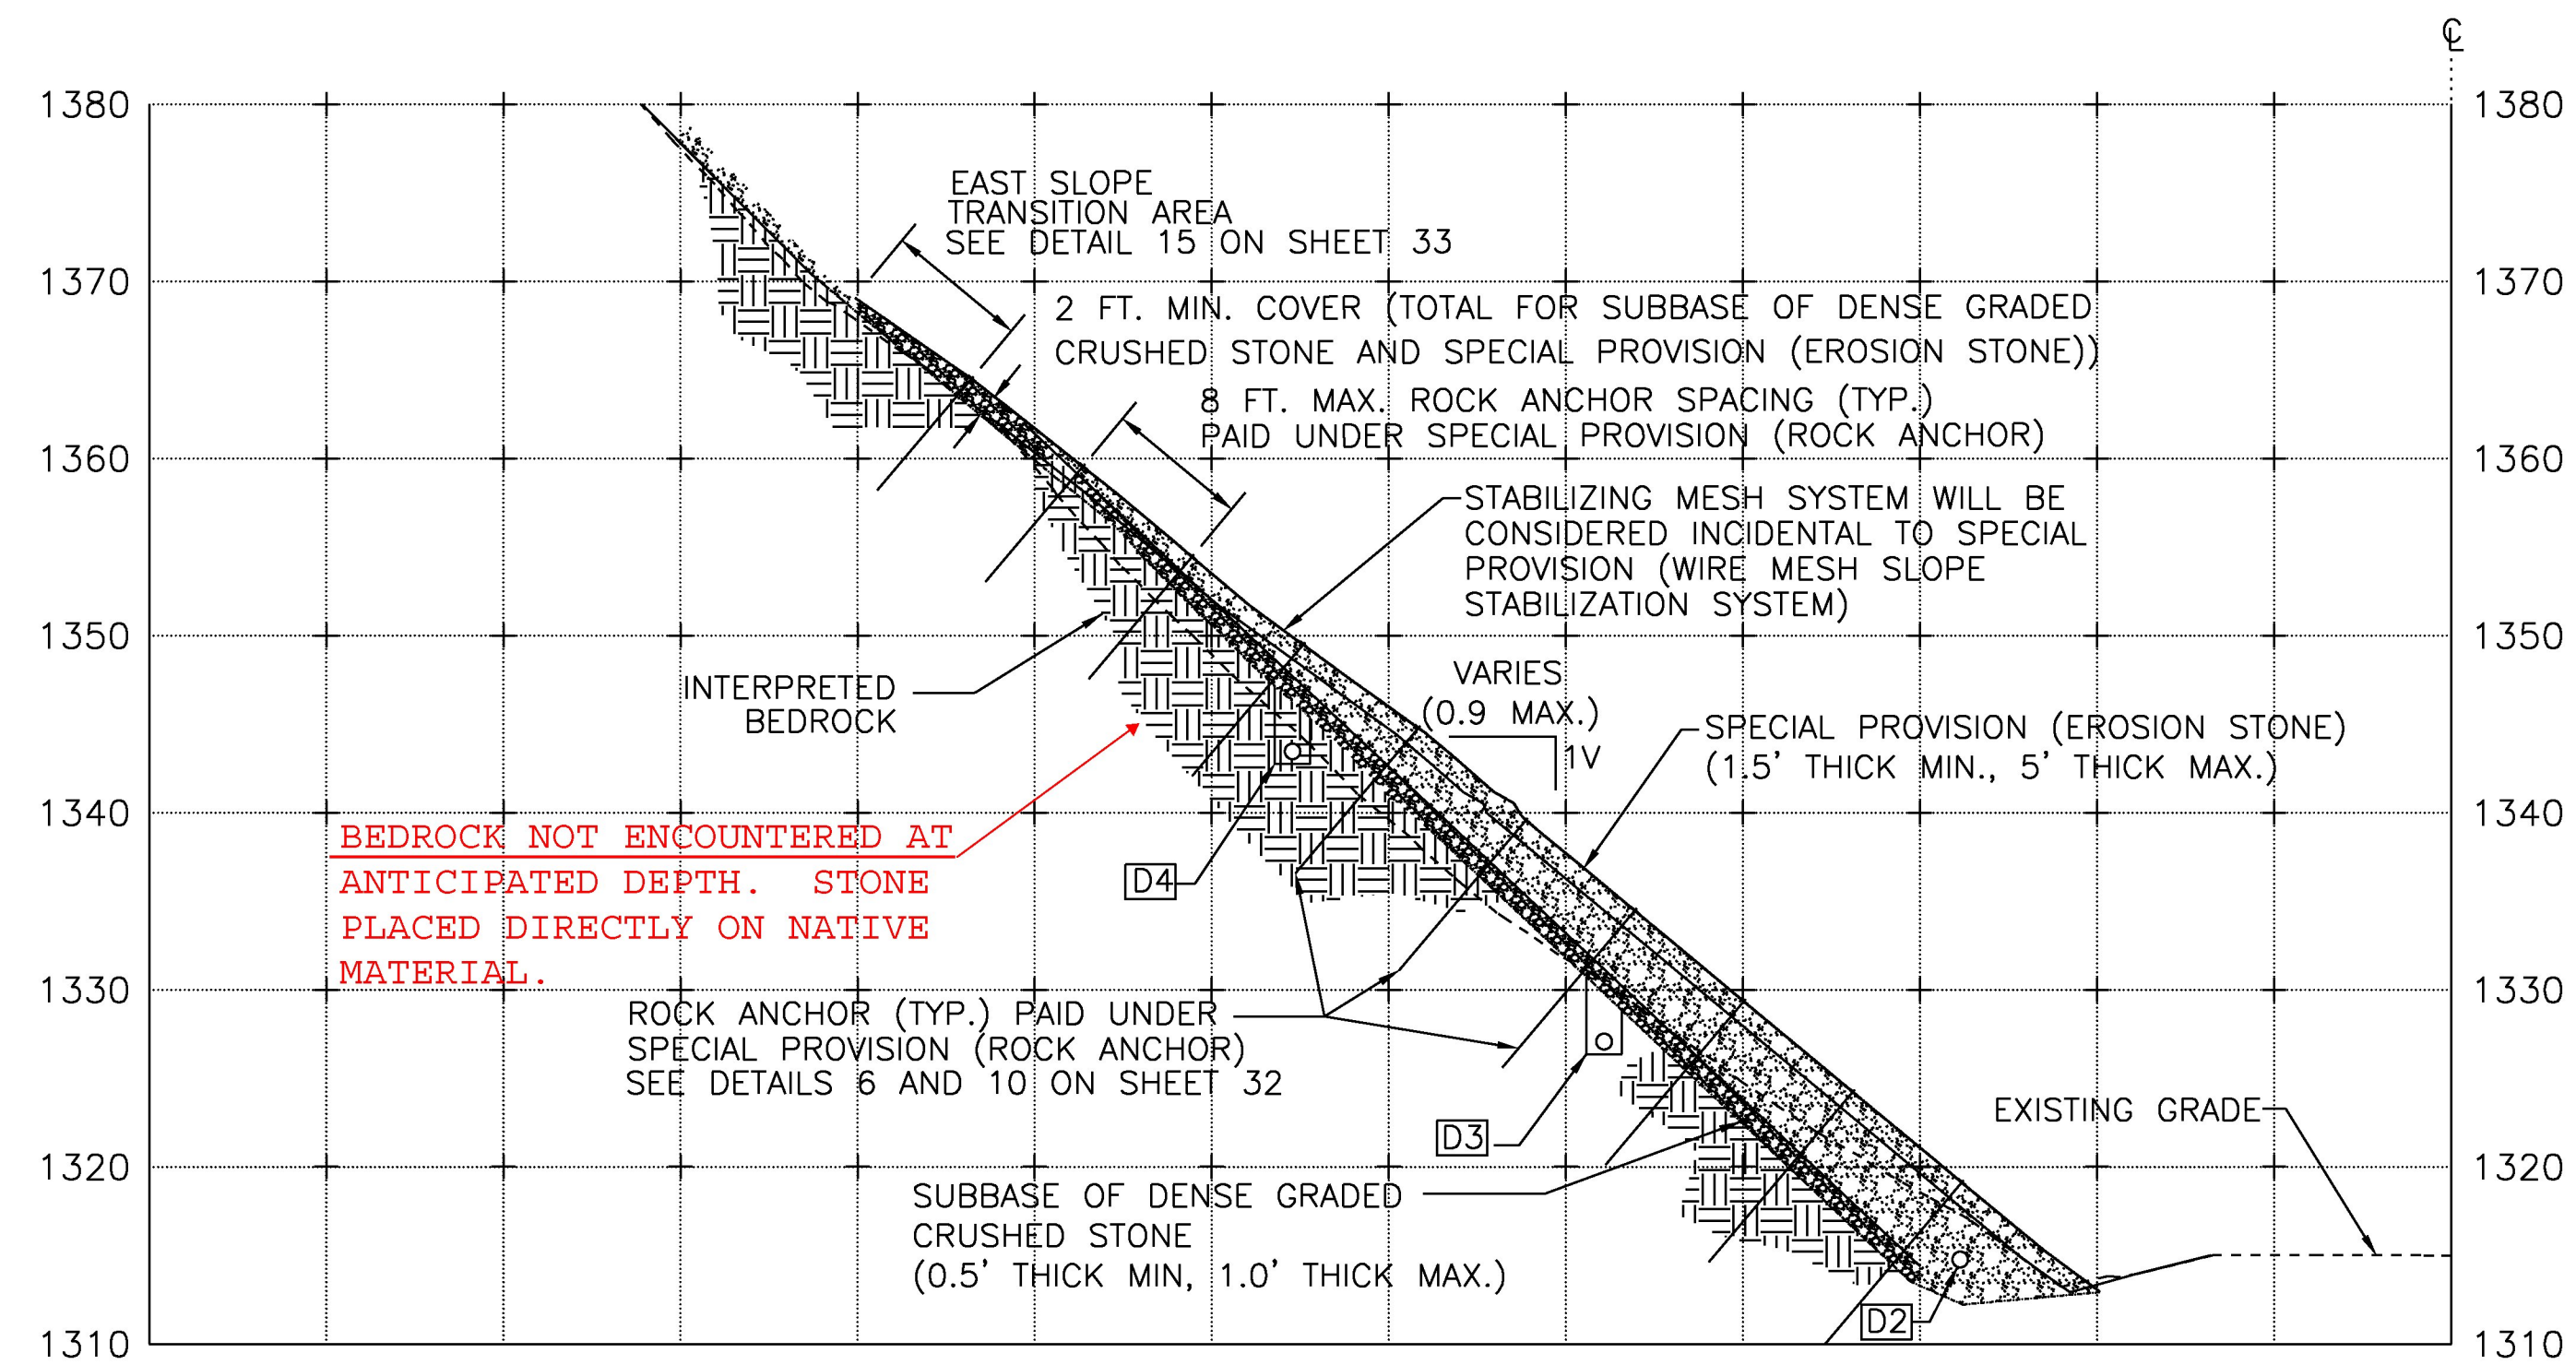 ℄
1380
1380
EAST SLOPE
TRANSITION AREA
SEE DETAIL 15 ON SHEET 33
1370
1370
2 FT. MIN. COVER (TOTAL FOR SUBBASE OF DENSE GRADED
CRUSHED STONE AND SPECIAL PROVISION (EROSION STONE))
8 FT. MAX. ROCK ANCHOR SPACING (TYP.)
PAID UNDER SPECIAL PROVISION (ROCK ANCHOR)
1360
1360
STABILIZING MESH SYSTEM WILL BE
CONSIDERED INCIDENTAL TO SPECIAL
PROVISION (WIRE MESH SLOPE
STABILIZATION SYSTEM)
1350
1350
INTERPRETED
BEDROCK
VARIES
(0.9 MAX.)
1V
SPECIAL PROVISION (EROSION STONE)
(1.5' THICK MIN., 5' THICK MAX.)
1340
1340
BEDROCK NOT ENCOUNTERED AT
ANTICIPATED DEPTH. STONE
PLACED DIRECTLY ON NATIVE
MATERIAL.
D4
1330
1330
ROCK ANCHOR (TYP.) PAID UNDER
SPECIAL PROVISION (ROCK ANCHOR)
SEE DETAILS 6 AND 10 ON SHEET 32
D3
EXISTING GRADE
1320
1320
SUBBASE OF DENSE GRADED
CRUSHED STONE
(0.5' THICK MIN, 1.0' THICK MAX.)
D2
1310
1310